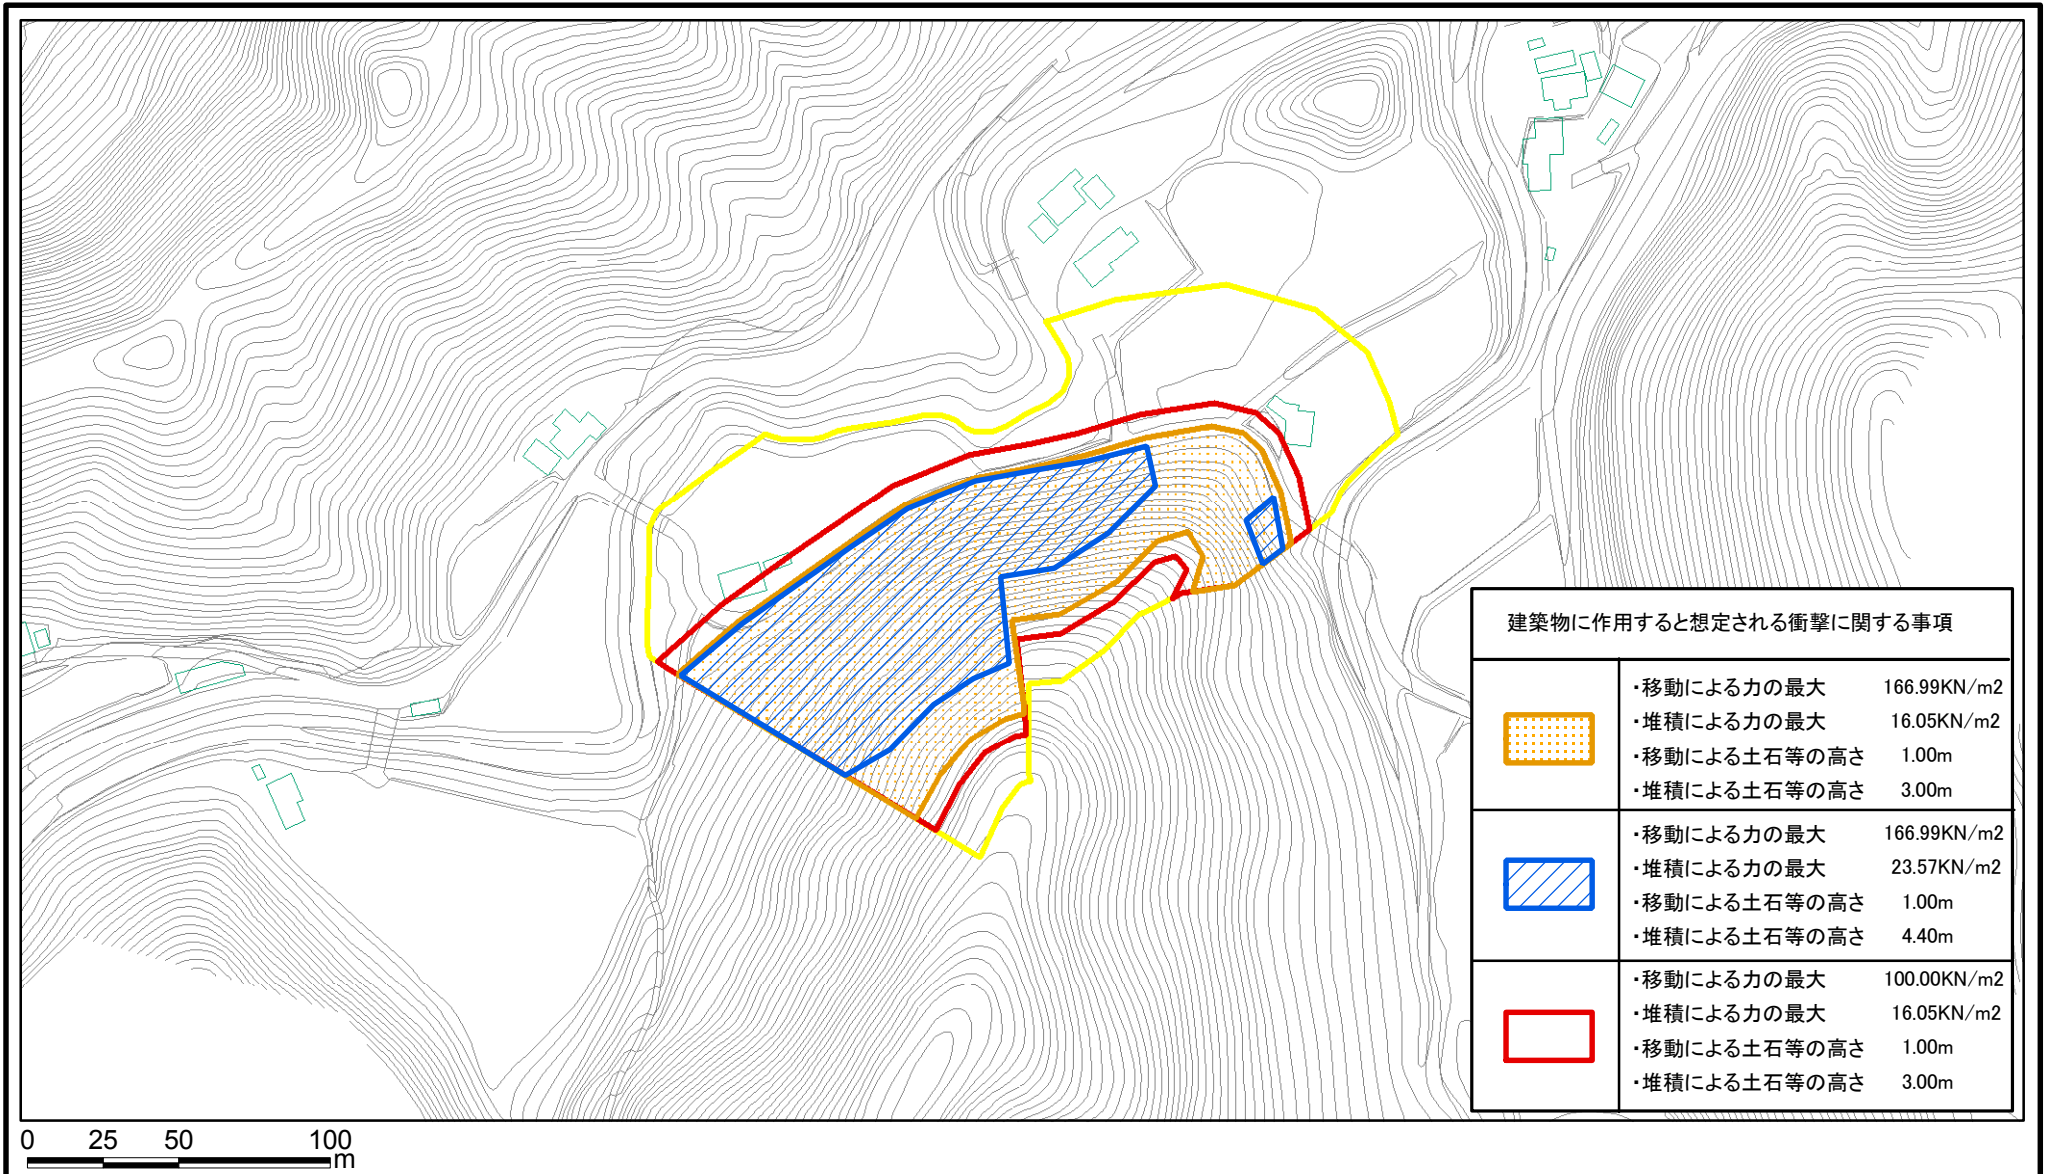 建築物に作用すると想定される衝撃に関する事項
・移動による力の最大 166.99KN/m2
・堆積による力の最大 16.05KN/m2
・移動による土石等の高さ 1.00m
・堆積による土石等の高さ 3.00m
・移動による力の最大 166.99KN/m2
・堆積による力の最大 23.57KN/m2
・移動による土石等の高さ 1.00m
・堆積による土石等の高さ 4.40m
・移動による力の最大 100.00KN/m2
・堆積による力の最大 16.05KN/m2
・移動による土石等の高さ 1.00m
・堆積による土石等の高さ 3.00m
0 25 50 100
m